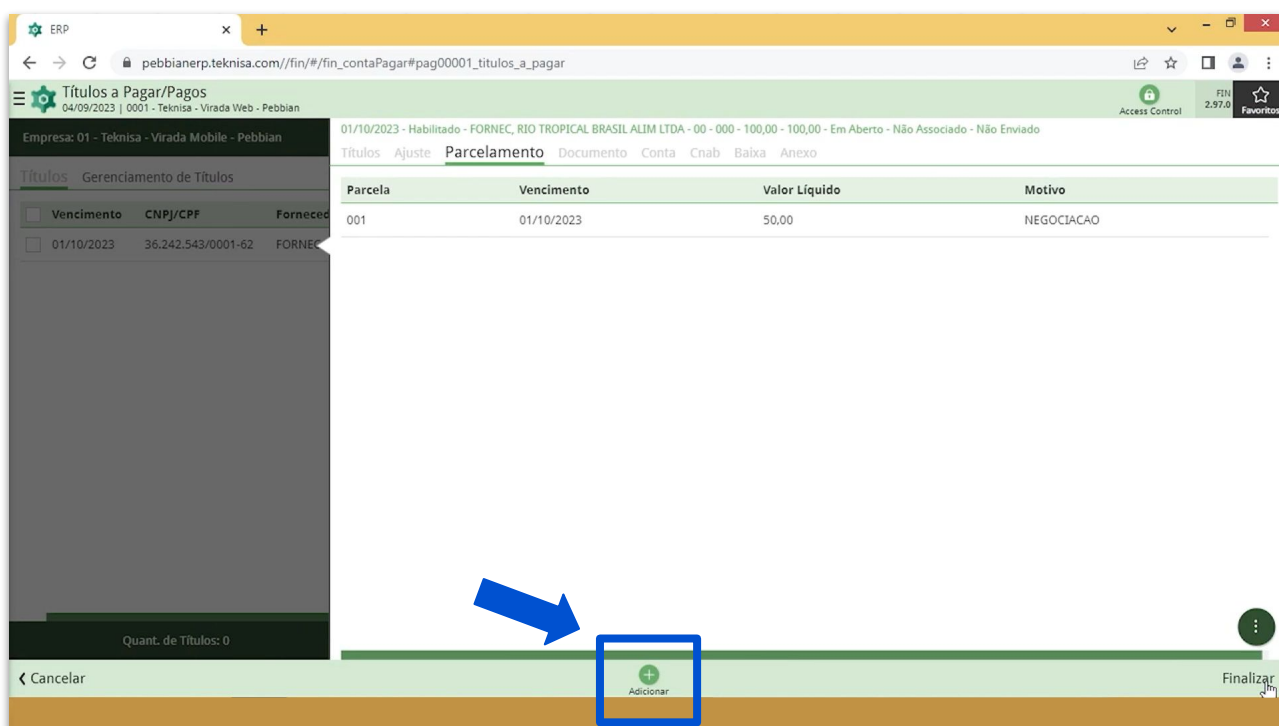 ERP
pebbianerp.teknisa.com//fin/#/fin_contaPagar#pag00001_titulos_a_pagar
Títulos a Pagar/Pagos
04/09/2023 | 0001 - Teknisa - Virada Web - Pebbian
Access Control
FIN
2.97.0
Favoritos
Empresa: 01 - Teknisa - Virada Mobile - Pebbian
01/10/2023 - Habilitado - FORNEC, RIO TROPICAL BRASIL ALIM LTDA - 00 - 000 - 100,00 - 100,00 - Em Aberto - Não Associado - Não Enviado
Títulos Ajuste Parcelamento Documento Conta Cnab Baixa Anexo
Títulos Gerenciamento de Títulos
Parcela Vencimento Valor Líquido Motivo
Vencimento CNPJ/CPF Forneced
001 01/10/2023 50,00 NEGOCIACAO
01/10/2023 36.242.543/0001-62 FORNEC
Quant. de Títulos: 0
Cancelar
Adicionar
Finalizar